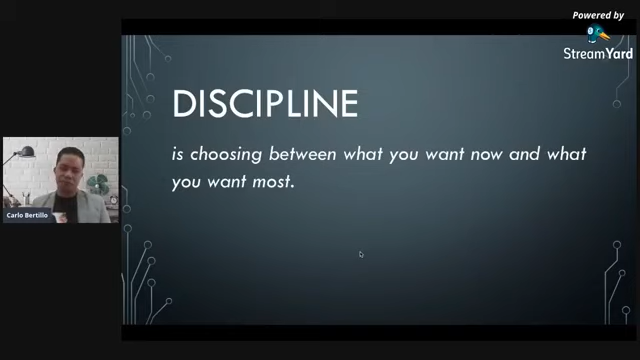 Powered by
StreamYard
DISCIPLINE
is choosing between what you want now and what
you want most.
Carlo Bertillo